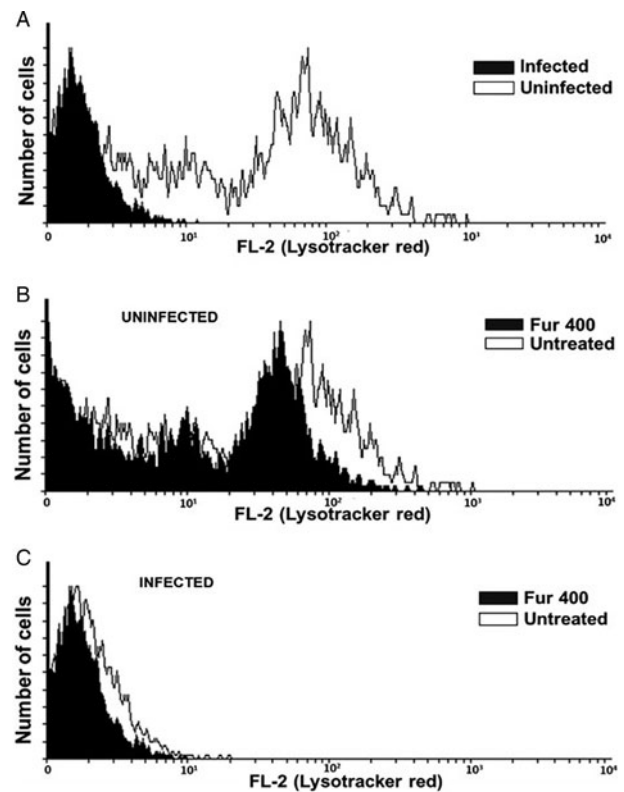 A
Number of cells
Infected
Uninfected
0 10¹ 10² 10³ 10⁴
FL-2 (Lysotracker red)
B
UNINFECTED
Number of cells
Fur 400
Untreated
0 10¹ 10² 10³ 10⁴
FL-2 (Lysotracker red)
C
INFECTED
Number of cells
Fur 400
Untreated
0 10¹ 10² 10³ 10⁴
FL-2 (Lysotracker red)